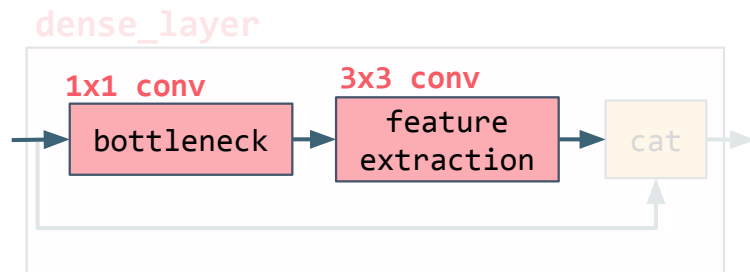 dense_layer
1x1 conv
3x3 conv
bottleneck
feature
extraction
cat